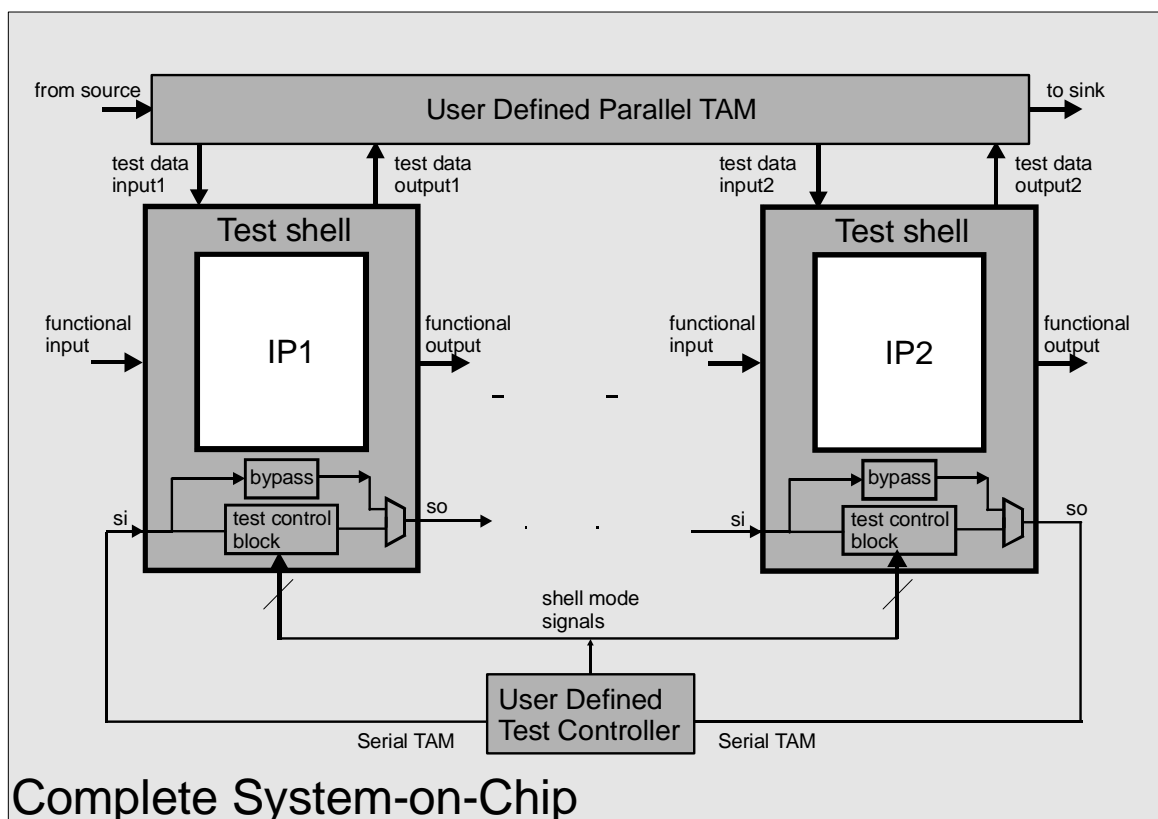 from source
User Defined Parallel TAM
to sink
test data
input1
test data
output1
test data
input2
test data
output2
Test shell
Test shell
IP1
IP2
functional
input
functional
output
functional
input
functional
output
bypass
bypass
si
test control
block
so
si
test control
block
so
shell mode
signals
User Defined
Test Controller
Serial TAM
Serial TAM
Complete System-on-Chip